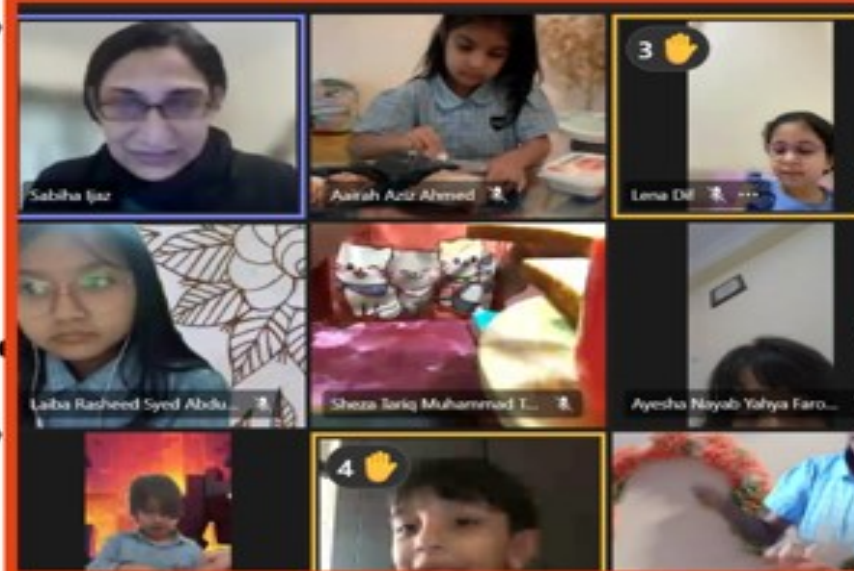 3
Sabiha Ijaz
Aairah Aziz Ahmed
Lena Dil
Laiba Rasheed Syed Abdu...
Sheza Tariq Muhammad T...
Ayesha Nayab Yahya Faro...
4